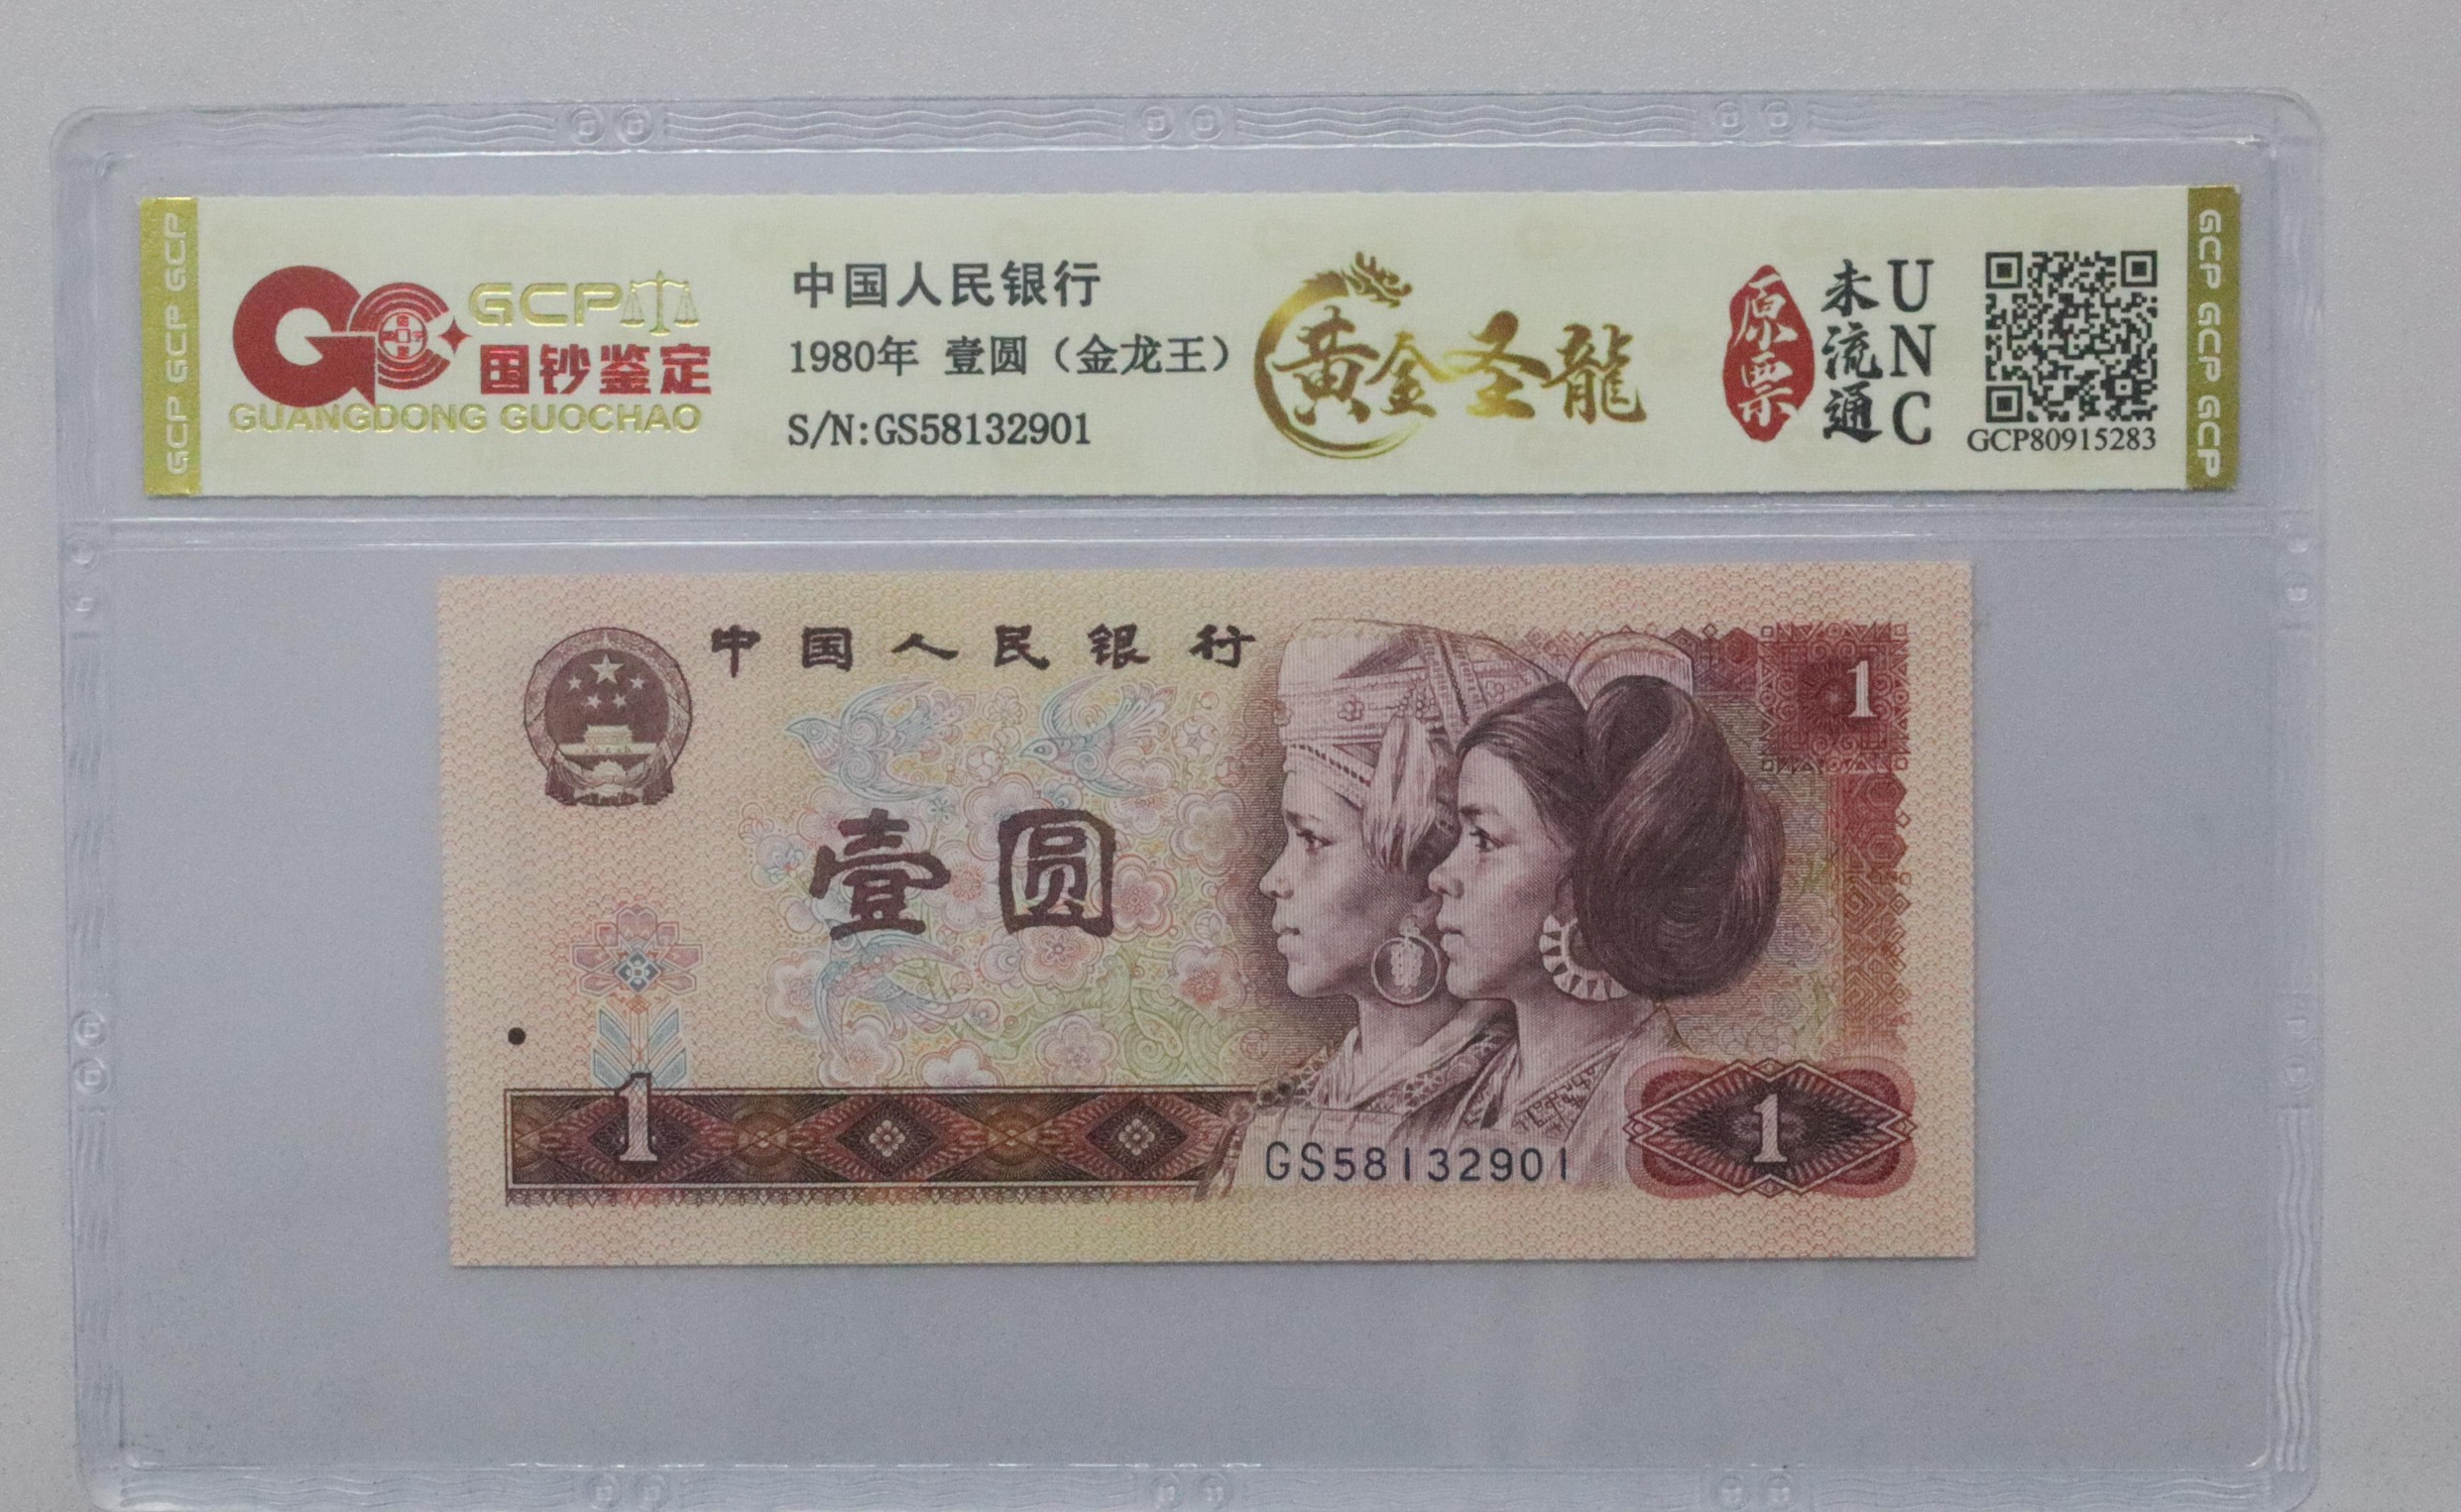 GCP GCP GCP
GCP
国钞鉴定
GUANGDONG GUOCHAO
中国人民银行
1980年 壹圆（金龙王）
S/N:GS58132901
黄金圣龍
原票
未流通
UNC
GCP80915283
GCP GCP GCP
中国人民银行
1
壹圆
1
GS58132901
1